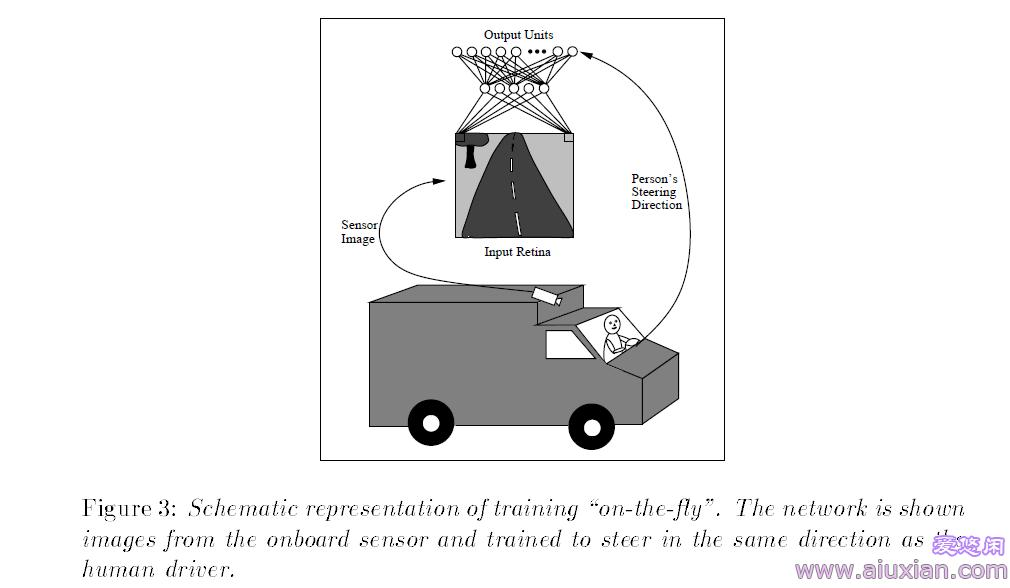 Output Units
Person's
Steering
Direction
Sensor
Image
Input Retina
Figure 3: Schematic representation of training “on-the-fly”. The network is shown
images from the onboard sensor and trained to steer in the same direction as the
human driver.
爱悠闲
www.aiuxian.com